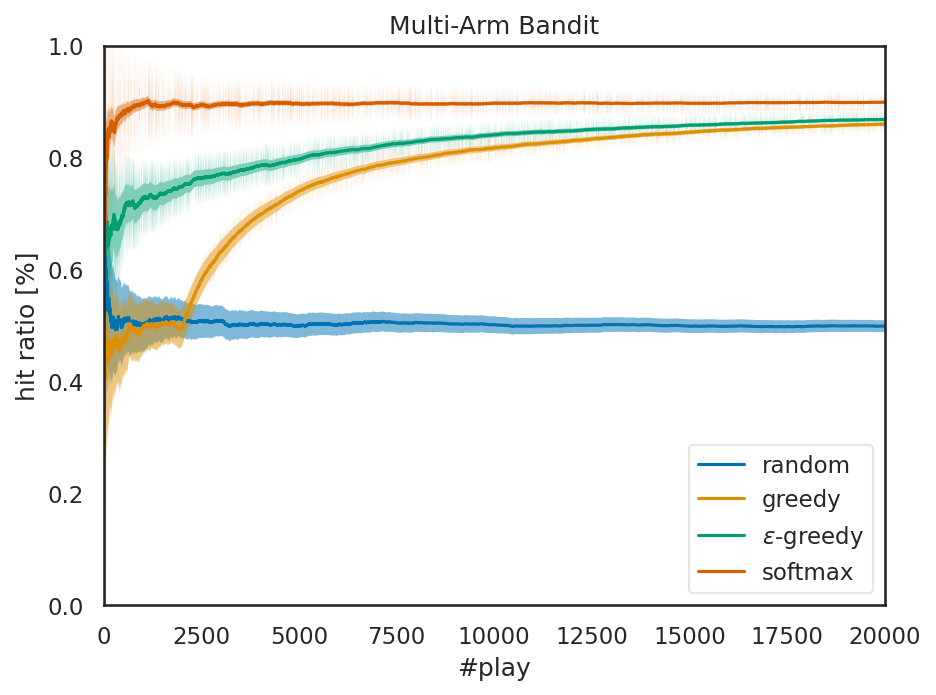 Multi-Arm Bandit
hit ratio [%]
1.0
0.8
0.6
0.4
0.2
0.0
random
greedy
ε-greedy
softmax
0 2500 5000 7500 10000 12500 15000 17500 20000
#play